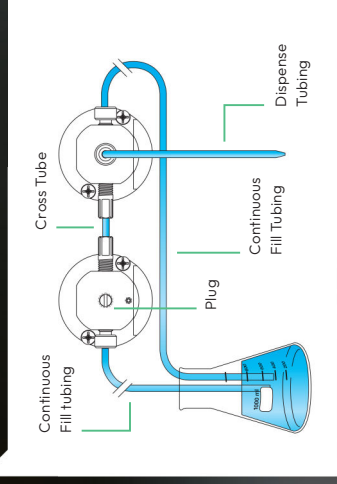 Continuous
Fill tubing
Cross Tube
Plug
Continuous
Fill Tubing
Dispense
Tubing
1000 ml